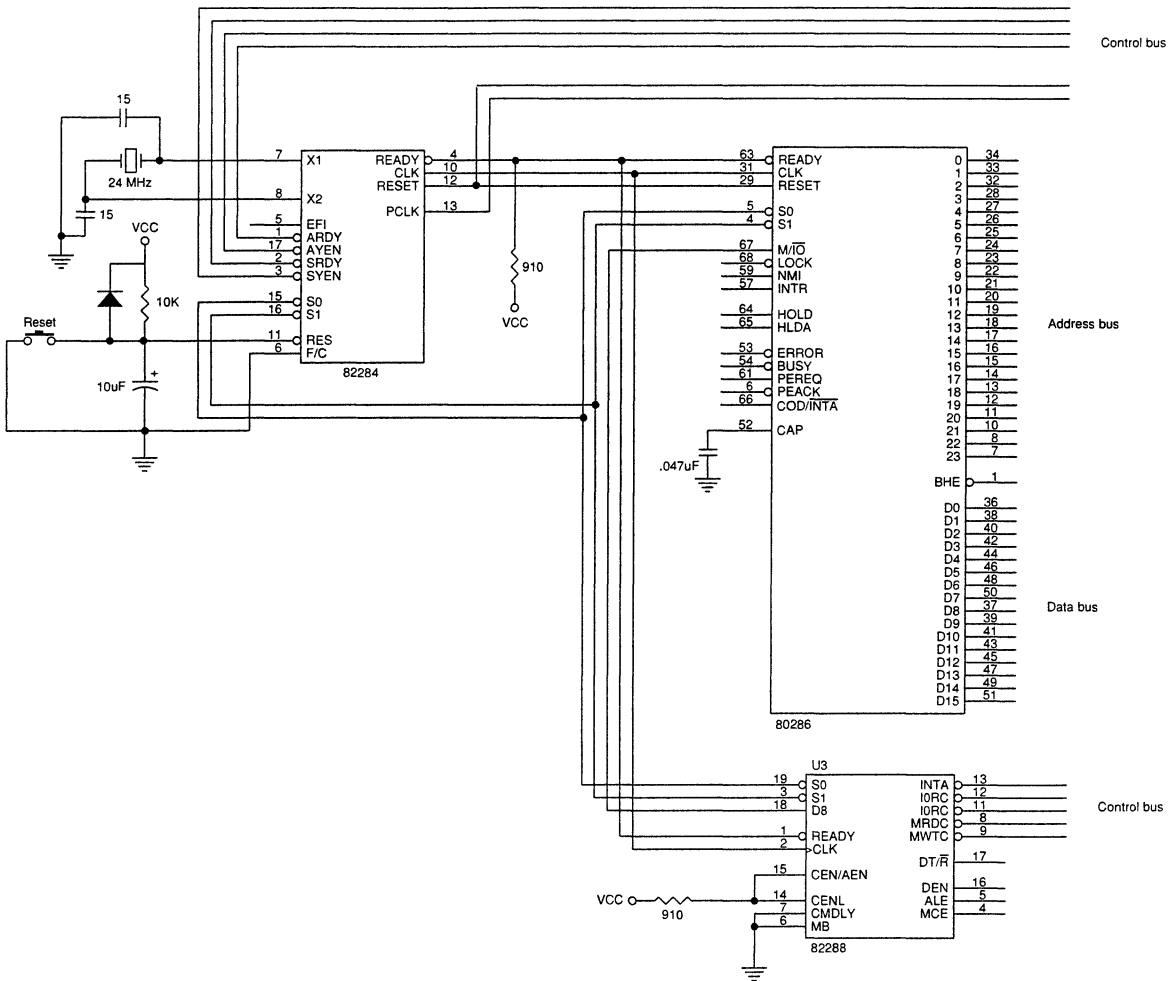 Control bus
15
24 MHz
15
VCC
10K
Reset
10uF
+
7 X1
8 X2
5 EFI
1 ARDY
17 AYEN
2 SRDY
3 SYEN
15 S0
16 S1
11 RES
6 F/C
READY 4
CLK 10
RESET 12
PCLK 13
82284
910
VCC
63 READY
31 CLK
29 RESET
5 S0
4 S1
67 M/IO
68 LOCK
59 NMI
57 INTR
64 HOLD
65 HLDA
53 ERROR
54 BUSY
61 PEREQ
6 PEACK
66 COD/INTA
52 CAP
.047uF
0 34
1 33
2 32
3 28
4 27
5 26
6 25
7 24
8 23
9 22
10 21
11 20
12 19
13 18
14 17
15 16
16 15
17 14
18 13
19 12
20 11
21 10
22 8
23 7
Address bus
BHE 1
D0 36
D1 38
D2 40
D3 42
D4 44
D5 46
D6 48
D7 50
D8 37
D9 39
D10 41
D11 43
D12 45
D13 47
D14 49
D15 51
Data bus
80286
U3
19 S0
3 S1
18 D8
1 READY
2 CLK
15 CEN/AEN
14 CENL
7 CMDLY
6 MB
VCC
910
INTA 13
I0RC 12
I0RC 11
MRDC 8
MWTC 9
DT/R 17
DEN 16
ALE 5
MCE 4
Control bus
82288